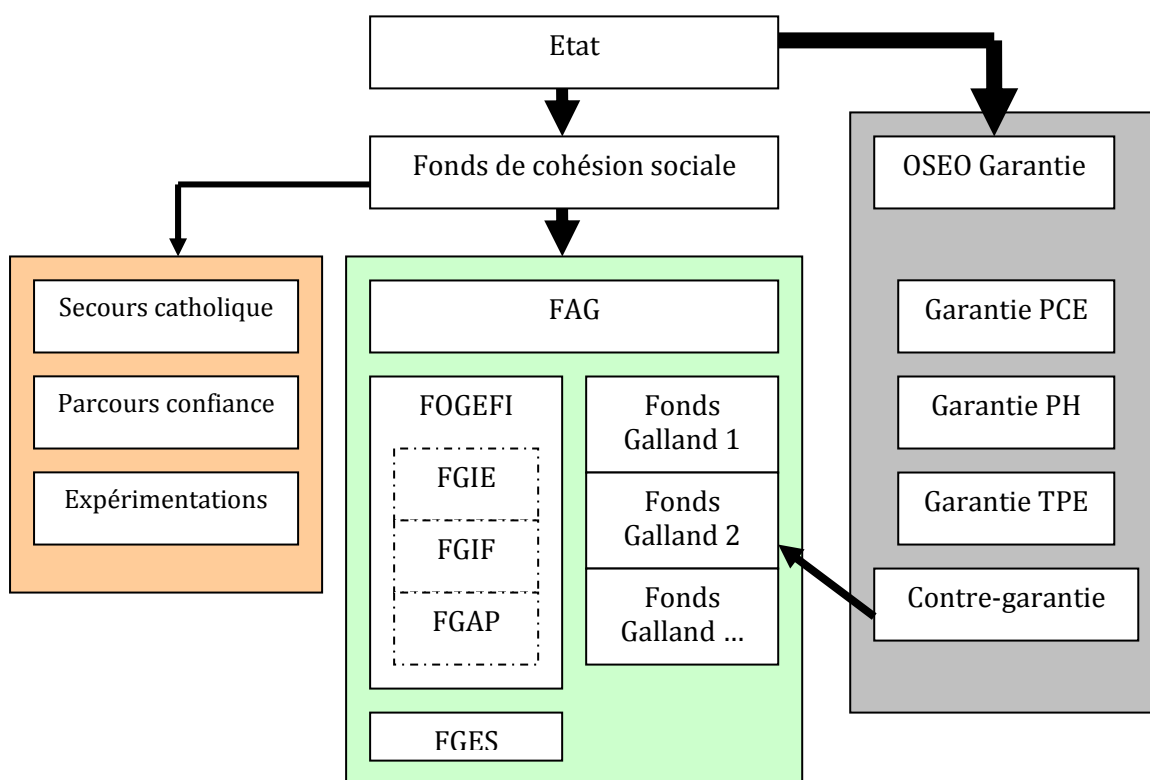 Etat
Fonds de cohésion sociale
OSEO Garantie
Secours catholique
Parcours confiance
Expérimentations
FAG
FOGEFI
FGIE
FGIF
FGAP
Fonds
Galland 1
Fonds
Galland 2
Fonds
Galland …
FGES
Garantie PCE
Garantie PH
Garantie TPE
Contre-garantie